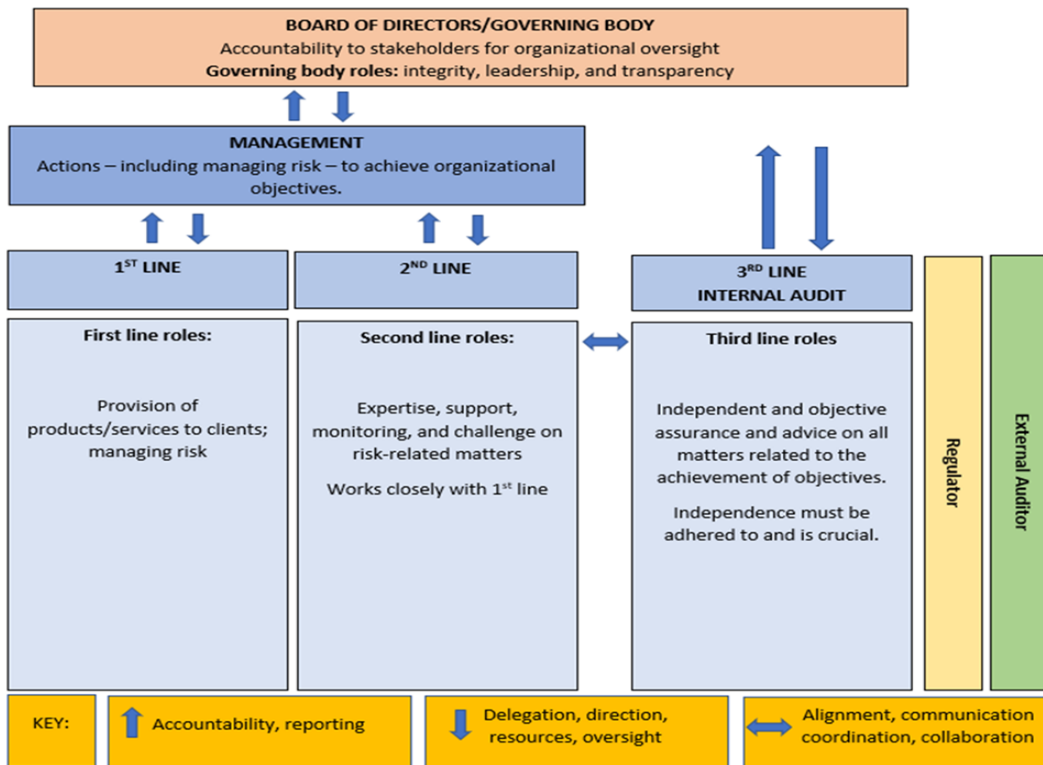 BOARD OF DIRECTORS/GOVERNING BODY
Accountability to stakeholders for organizational oversight
Governing body roles: integrity, leadership, and transparency
MANAGEMENT
Actions – including managing risk – to achieve organizational
objectives.
1ST LINE
2ND LINE
3RD LINE
INTERNAL AUDIT
First line roles:
Provision of
products/services to clients;
managing risk
Second line roles:
Expertise, support,
monitoring, and challenge on
risk-related matters
Works closely with 1st line
Third line roles
Independent and objective
assurance and advice on all
matters related to the
achievement of objectives.
Independence must be
adhered to and is crucial.
Regulator
External Auditor
KEY:
Accountability, reporting
Delegation, direction,
resources, oversight
Alignment, communication
coordination, collaboration